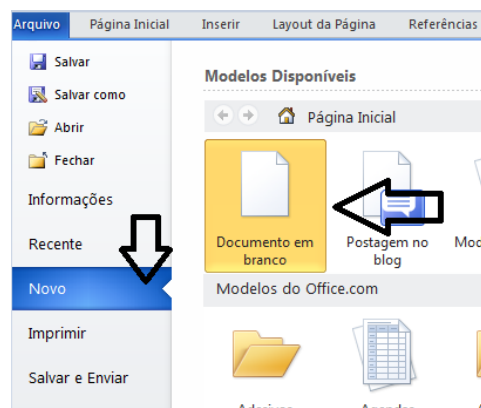 Arquivo Página Inicial Inserir Layout da Página Referências
Salvar
Salvar como
Abrir
Fechar
Informações
Recente
Novo
Imprimir
Salvar e Enviar
Modelos Disponíveis
Página Inicial
Documento em
branco
Postagem no
blog
Modelos do Office.com